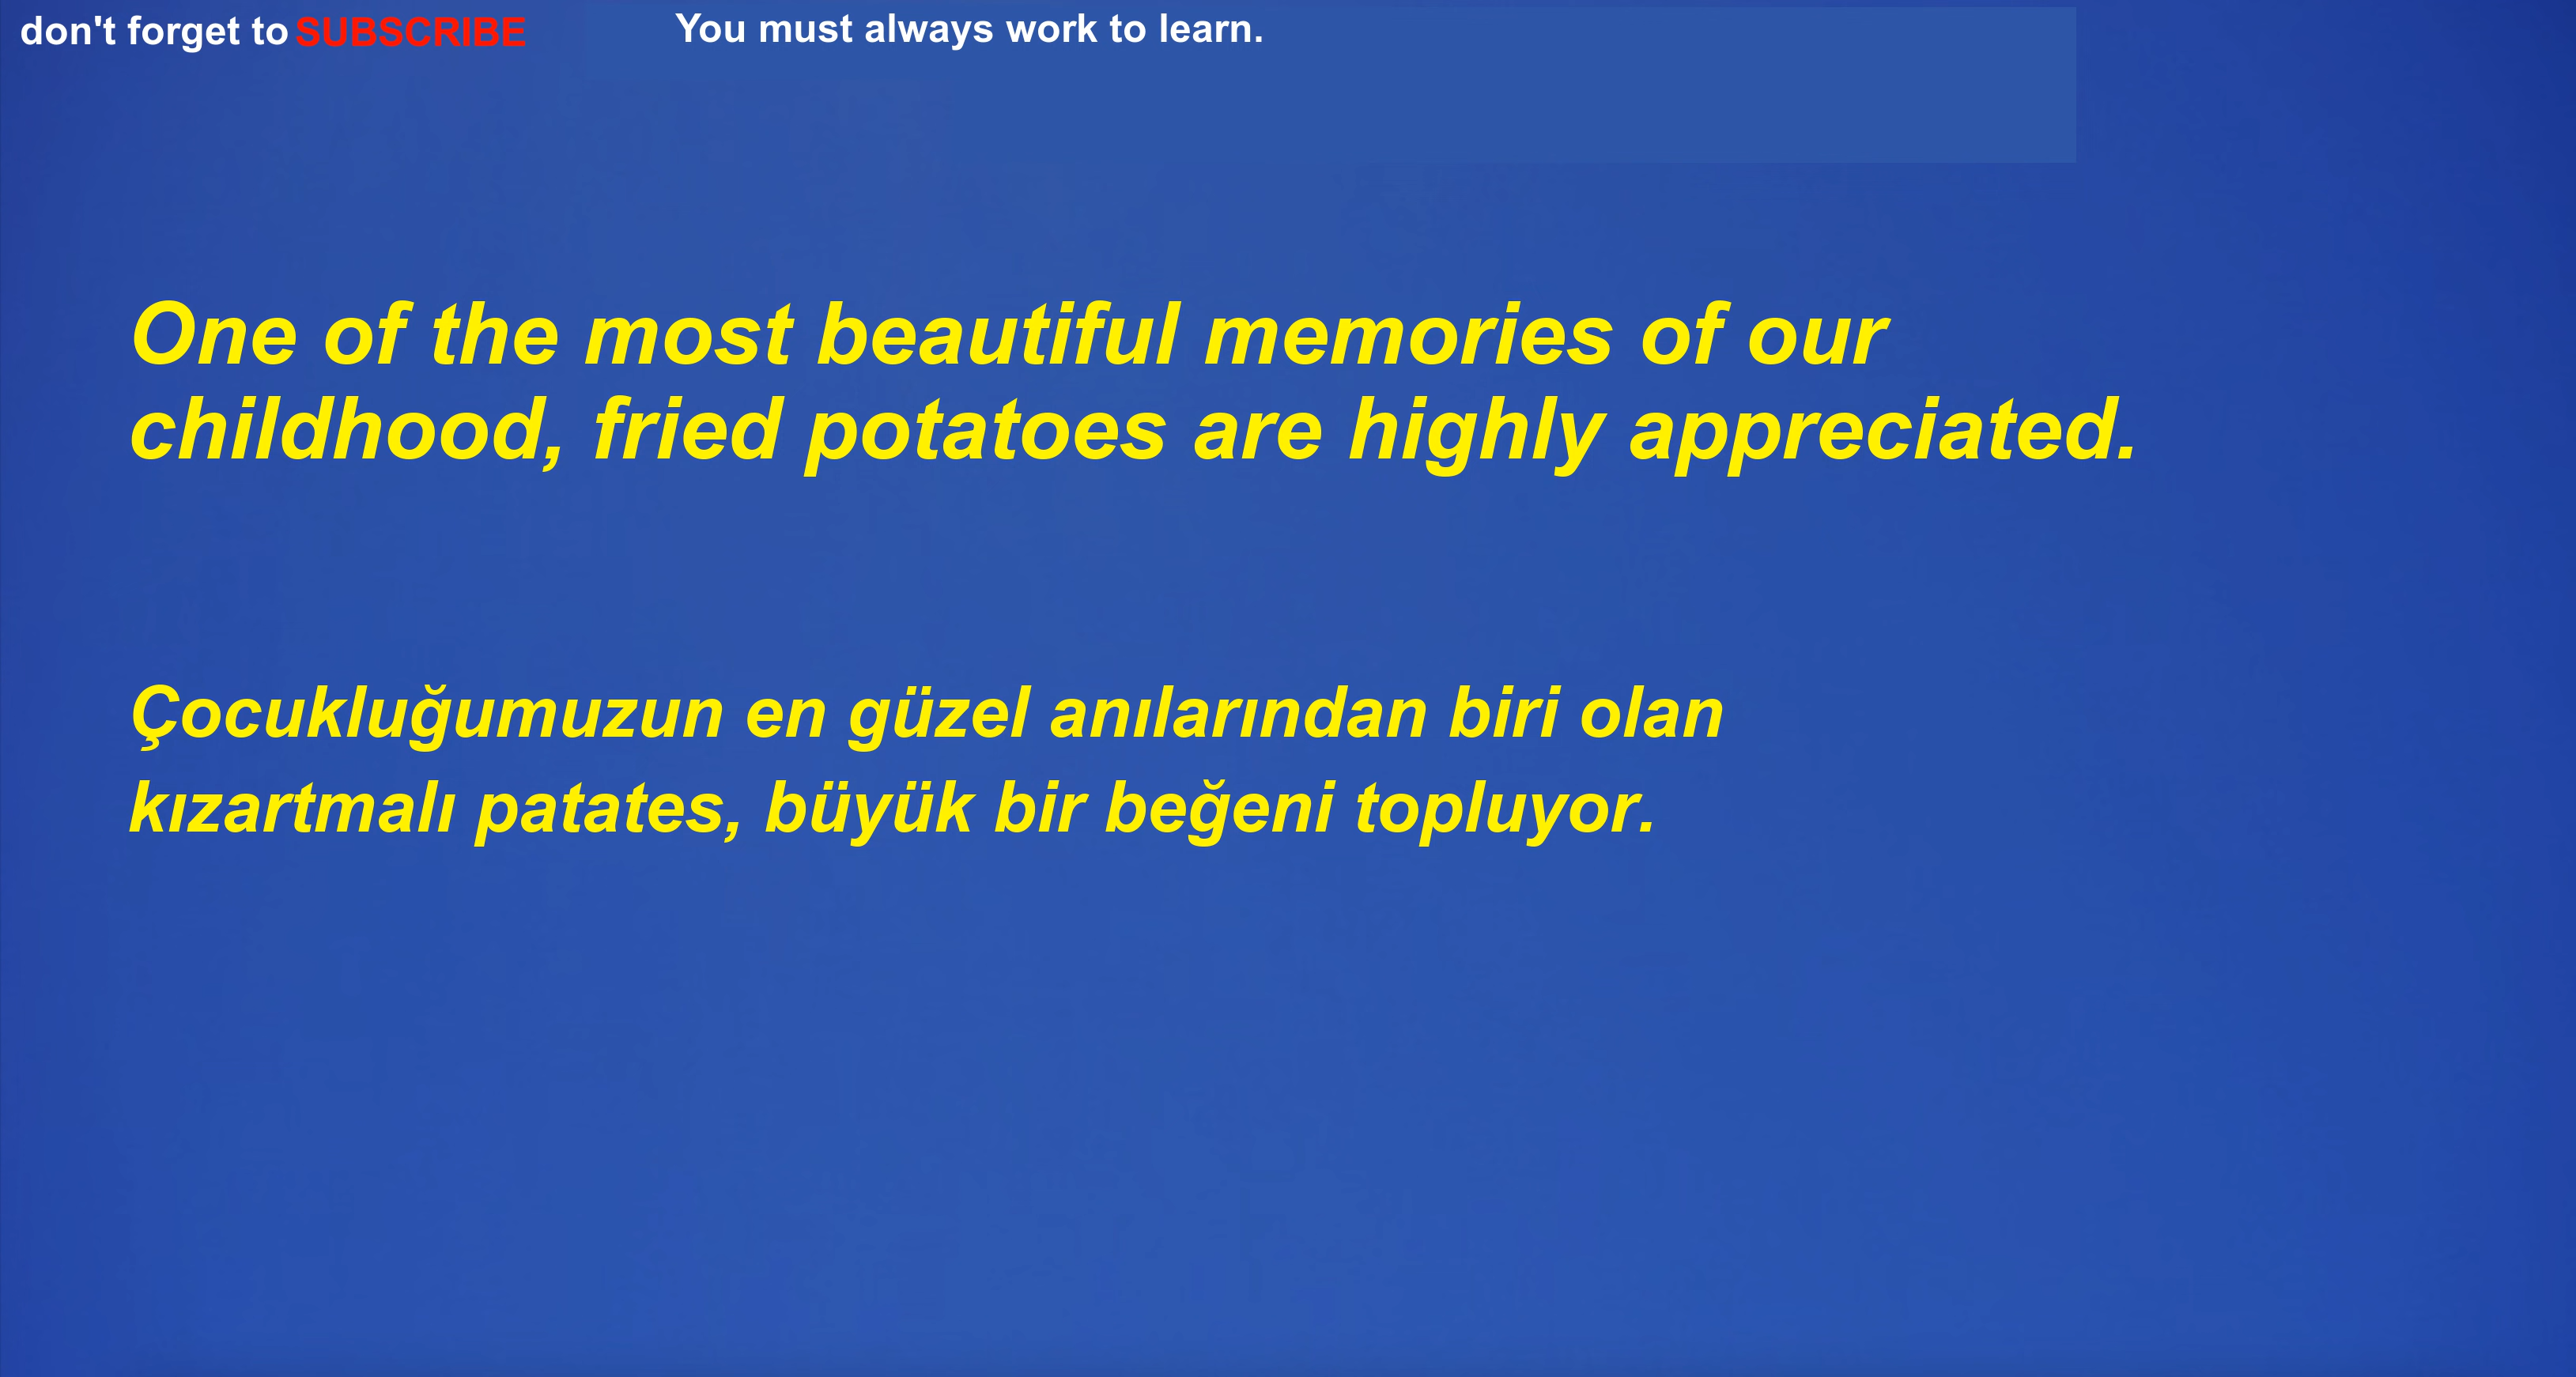 don't forget to SUBSCRIBE
You must always work to learn.
One of the most beautiful memories of our
childhood, fried potatoes are highly appreciated.
Çocukluğumuzun en güzel anılarından biri olan
kızartmalı patates, büyük bir beğeni topluyor.